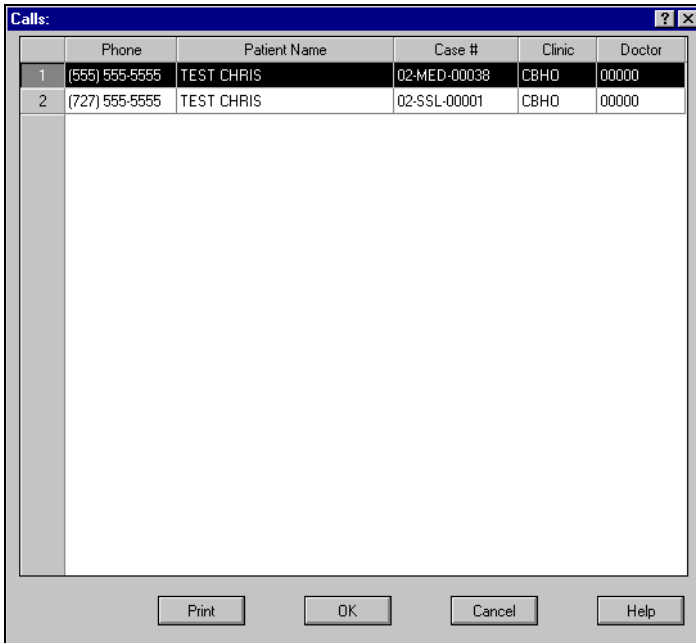 Calls:
Phone Patient Name Case # Clinic Doctor
1 (555) 555-5555 TEST CHRIS 02-MED-00038 CBHO 00000
2 (727) 555-5555 TEST CHRIS 02-SSL-00001 CBHO 00000
Print OK Cancel Help